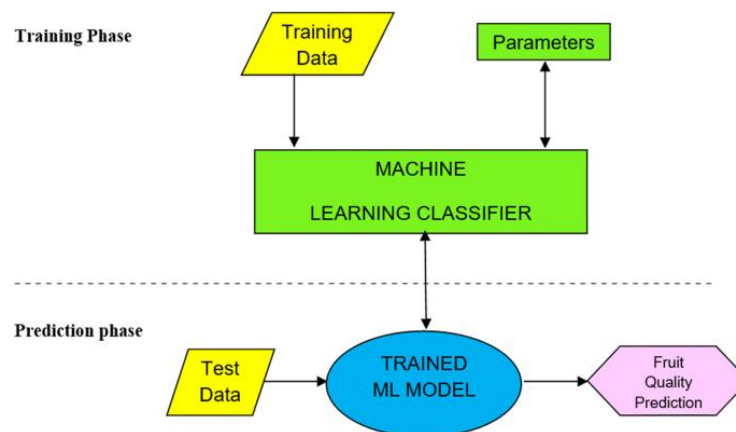 Training Phase
Training
Data
Parameters
MACHINE
LEARNING CLASSIFIER
Prediction phase
Test
Data
TRAINED
ML MODEL
Fruit
Quality
Prediction